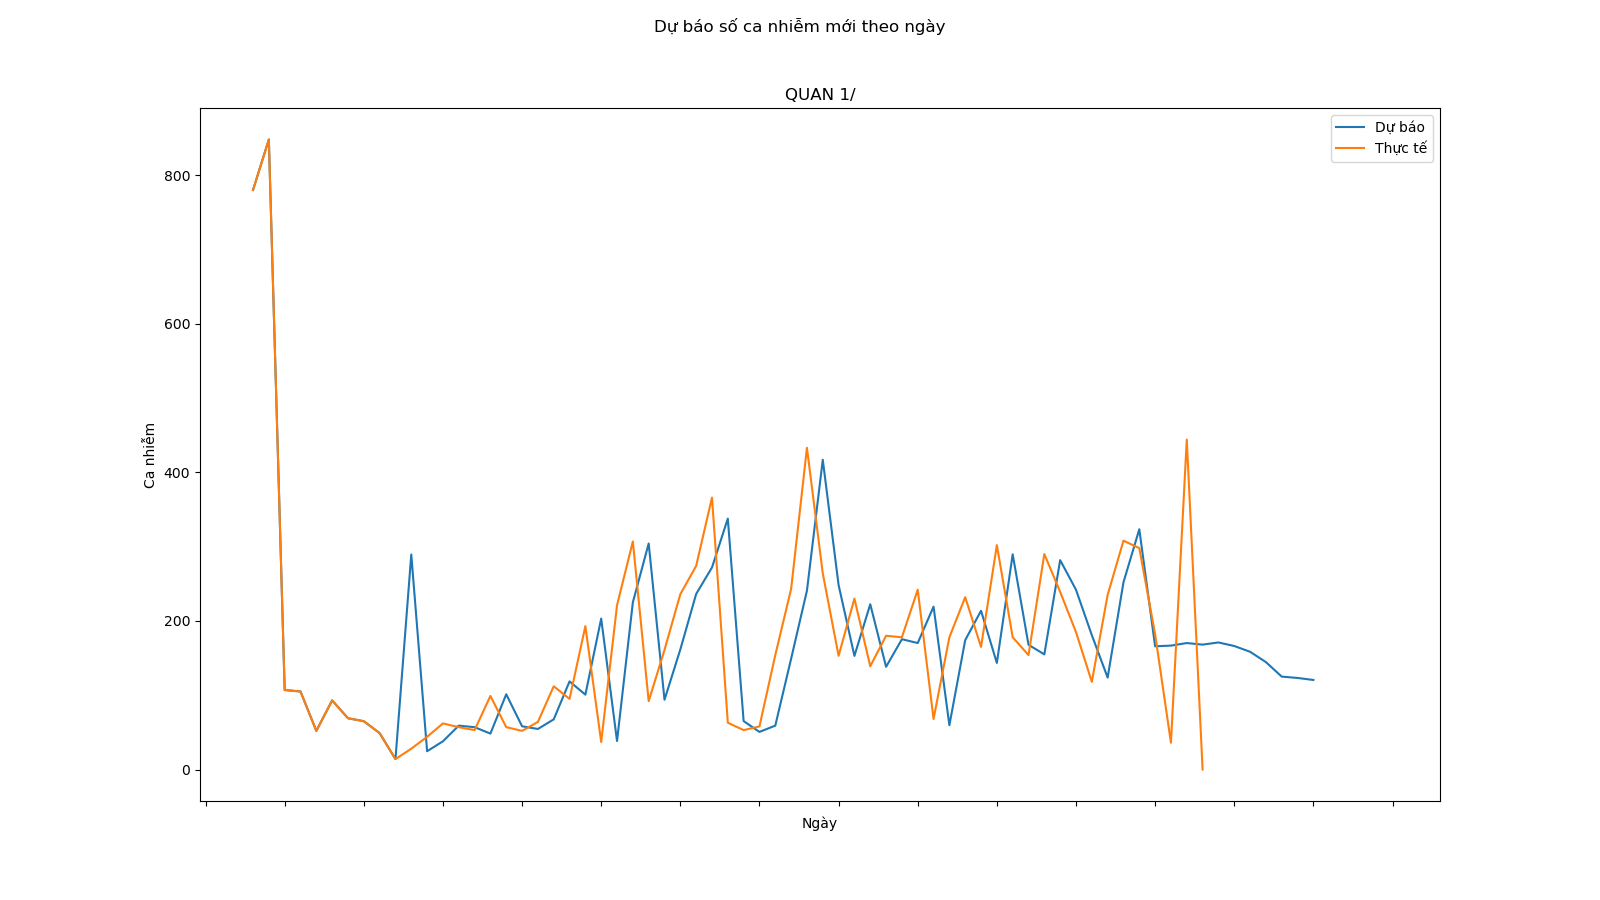 Dự báo số ca nhiễm mới theo ngày
QUAN 1/
Dự báo
Thực tế
800
600
400
200
0
Ca nhiễm
Ngày